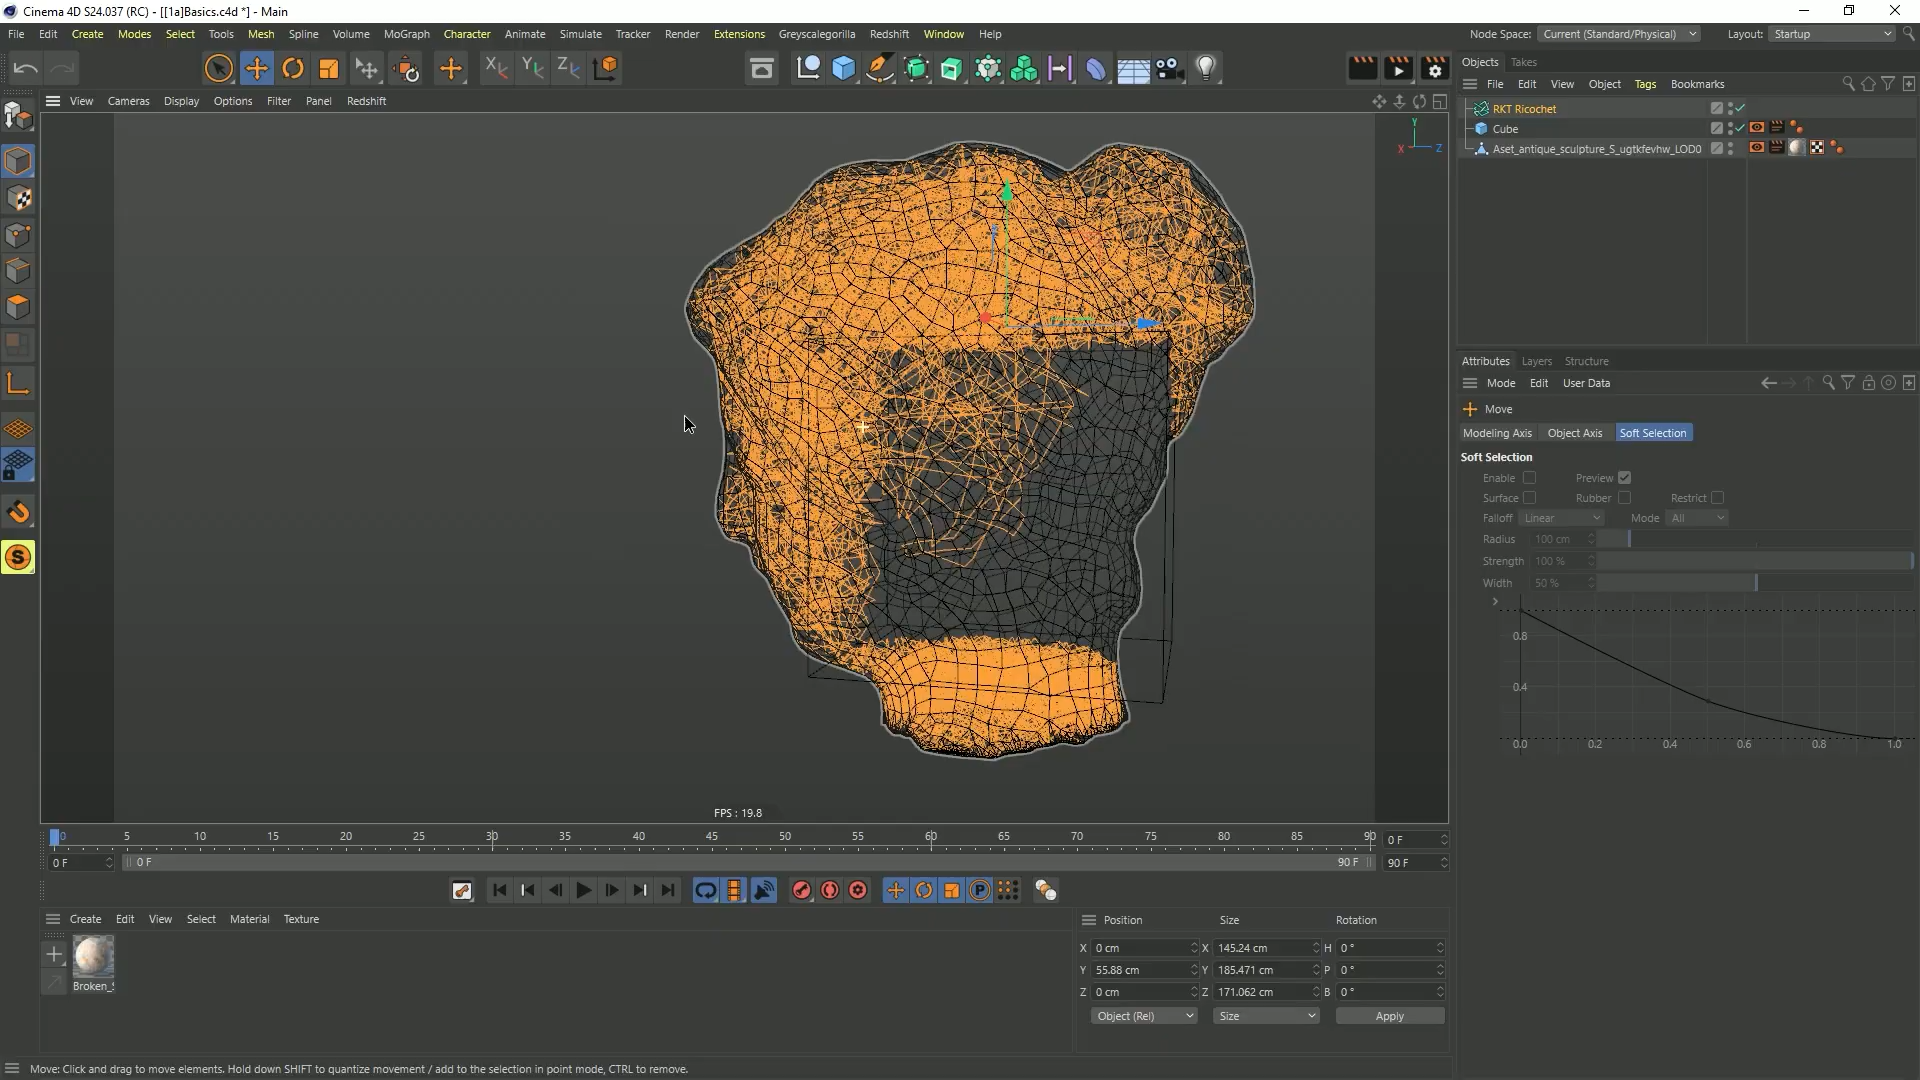 Cinema 4D S24.037 (RC) - [[1a]Basics.c4d *] - Main
File Edit Create Modes Select Tools Mesh Spline Volume MoGraph Character Animate Simulate Tracker Render Extensions Greyscalegorilla Redshift Window Help
Node Space: Current (Standard/Physical) Layout: Startup
X Y Z
Objects Takes
File Edit View Object Tags Bookmarks
View Cameras Display Options Filter Panel Redshift
RKT Ricochet
Cube
Aset_antique_sculpture_S_ugtkfevhw_LOD0
Y
X Z
Attributes Layers Structure
Mode Edit User Data
Move
Modeling Axis Object Axis Soft Selection
Soft Selection
Enable Preview
Surface Rubber Restrict
Falloff Linear Mode All
Radius 100 cm
Strength 100 %
Width 50 %
0.8
0.4
0.0 0.2 0.4 0.6 0.8 1.0
S
FPS : 19.8
0 5 10 15 20 25 30 35 40 45 50 55 60 65 70 75 80 85 90 0 F
0 F 0 F 90 F 90 F
P
Create Edit View Select Material Texture
Broken_S
Position Size Rotation
X 0 cm X 145.24 cm H 0 °
Y 55.88 cm Y 185.471 cm P 0 °
Z 0 cm Z 171.062 cm B 0 °
Object (Rel) Size Apply
Move: Click and drag to move elements. Hold down SHIFT to quantize movement / add to the selection in point mode, CTRL to remove.